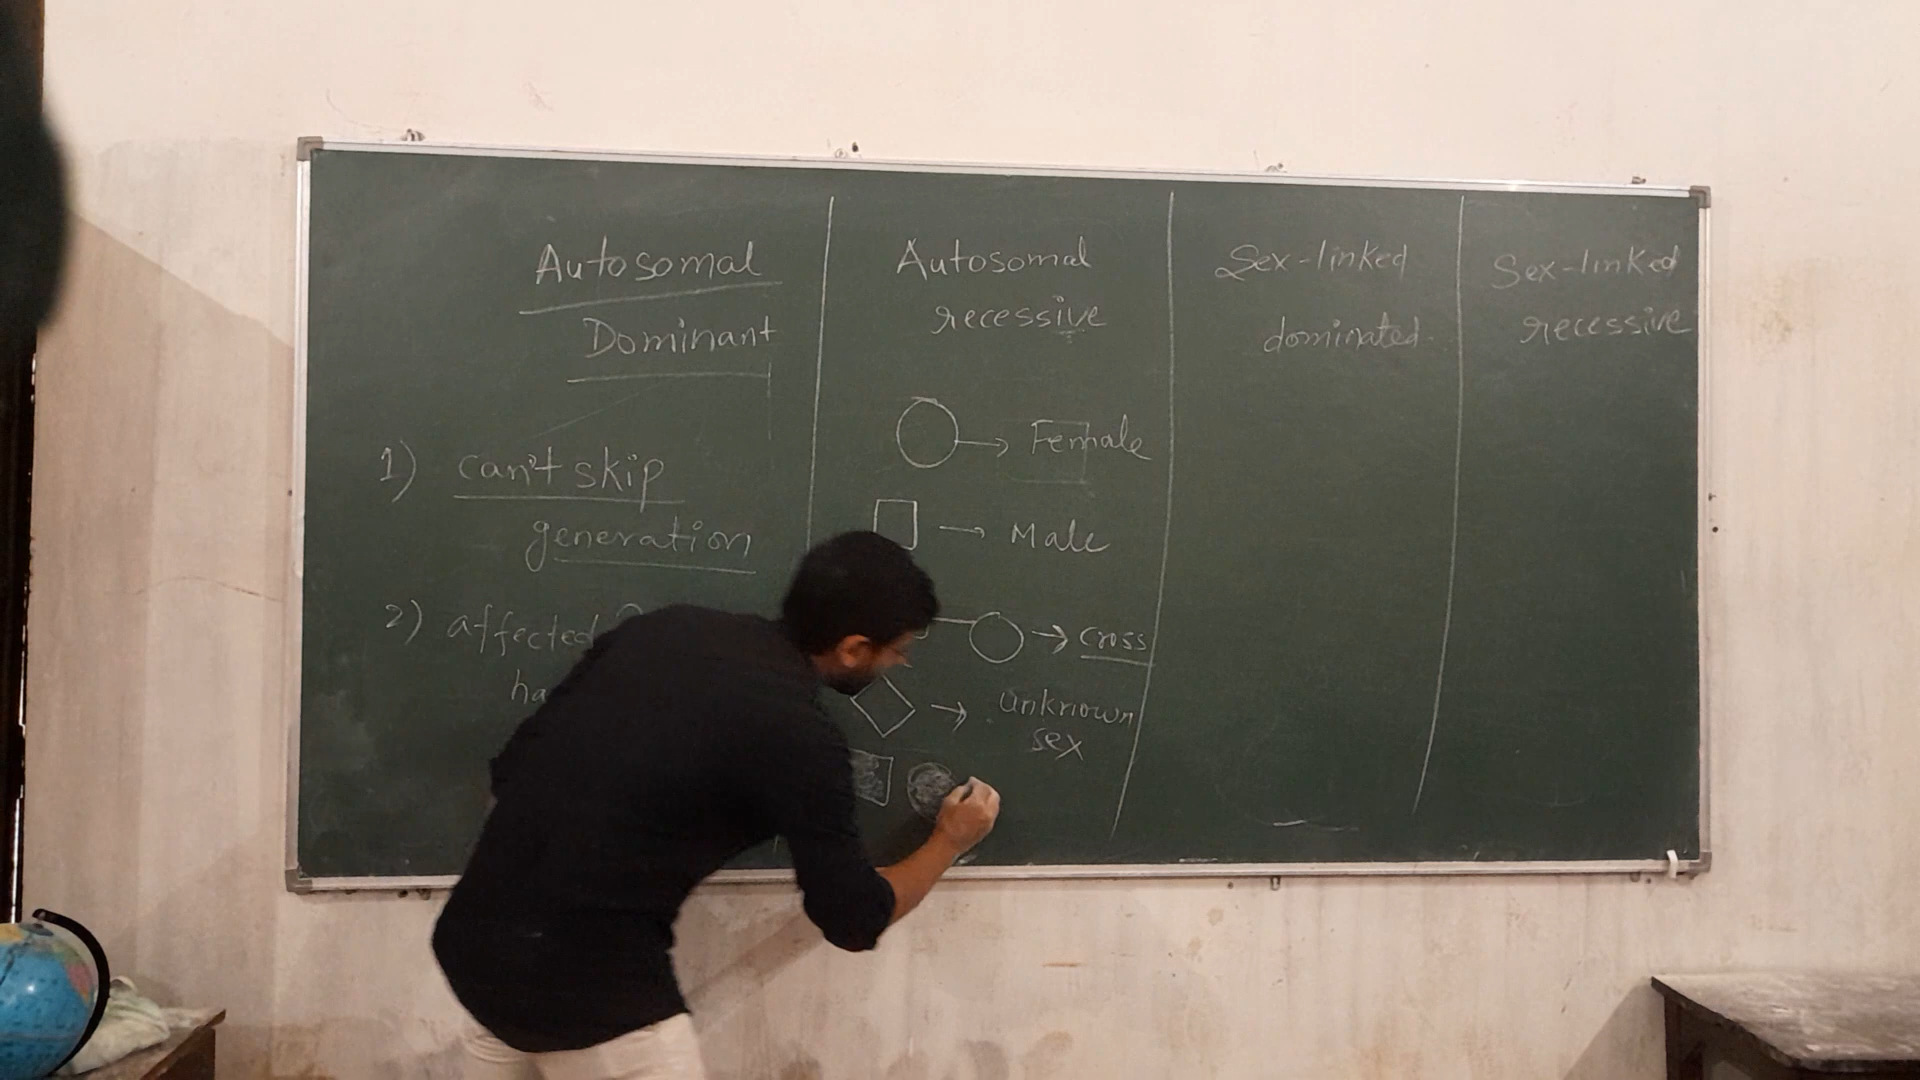 Autosomal
Dominant
1) can't skip
generation
2) affected
ha
Autosomal
recessive
→ Female
→ Male
→ cross
→ unknown
sex
Sex-linked
dominated
Sex-linked
recessive